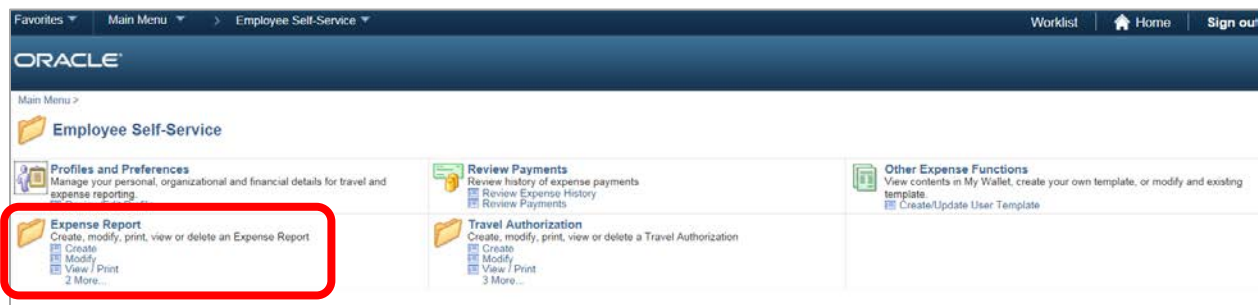 Favorites Main Menu > Employee Self-Service
Worklist Home Sign out
ORACLE
Main Menu >
Employee Self-Service
Profiles and Preferences
Manage your personal, organizational and financial details for travel and
expense reporting.
Review Payments
Review history of expense payments
Review Expense History
Review Payments
Other Expense Functions
View contents in My Wallet, create your own template, or modify and existing
template.
Create/Update User Template
Expense Report
Create, modify, print, view or delete an Expense Report
Create
Modify
View / Print
2 More...
Travel Authorization
Create, modify, print, view or delete a Travel Authorization
Create
Modify
View / Print
3 More...